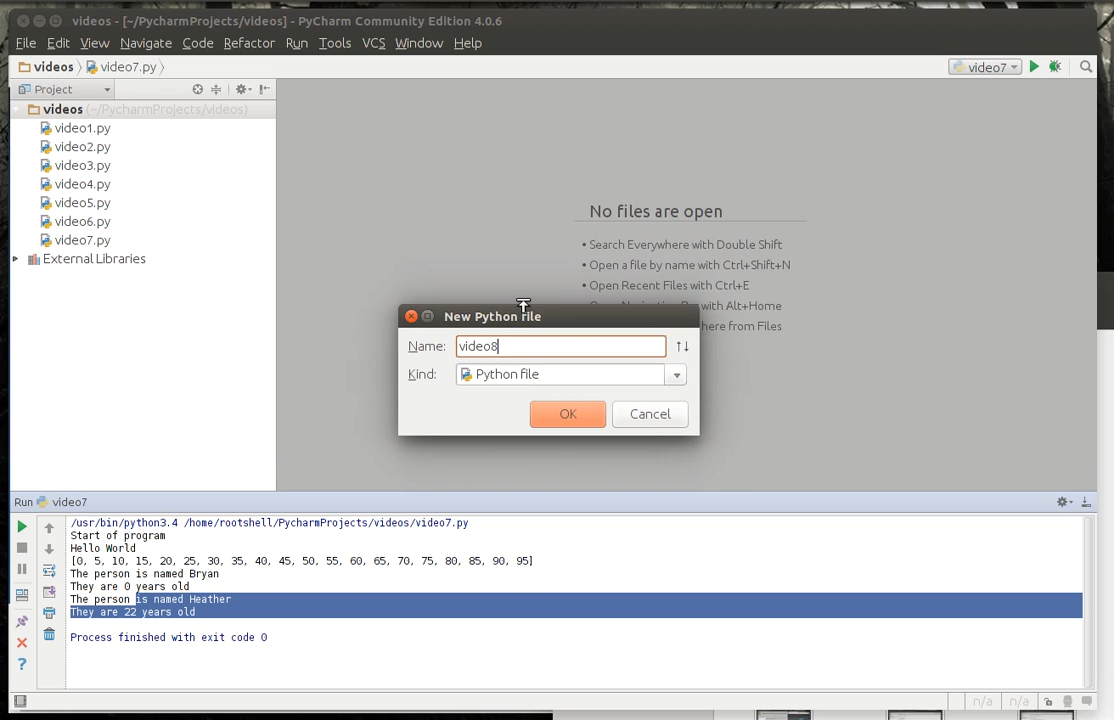 videos - [~/PycharmProjects/videos] - PyCharm Community Edition 4.0.6
File Edit View Navigate Code Refactor Run Tools VCS Window Help
videos video7.py video7
Project
videos (~/PycharmProjects/videos)
video1.py
video2.py
video3.py
video4.py
video5.py
video6.py
video7.py
External Libraries
No files are open
• Search Everywhere with Double Shift
• Open a file by name with Ctrl+Shift+N
• Open Recent Files with Ctrl+E
with Alt+Home
here from Files
New Python file
Name: video8
Kind: Python file
OK Cancel
Run video7
/usr/bin/python3.4 /home/rootshell/PycharmProjects/videos/video7.py
Start of program
Hello World
[0, 5, 10, 15, 20, 25, 30, 35, 40, 45, 50, 55, 60, 65, 70, 75, 80, 85, 90, 95]
The person is named Bryan
They are 0 years old
The person is named Heather
They are 22 years old
Process finished with exit code 0
n/a n/a